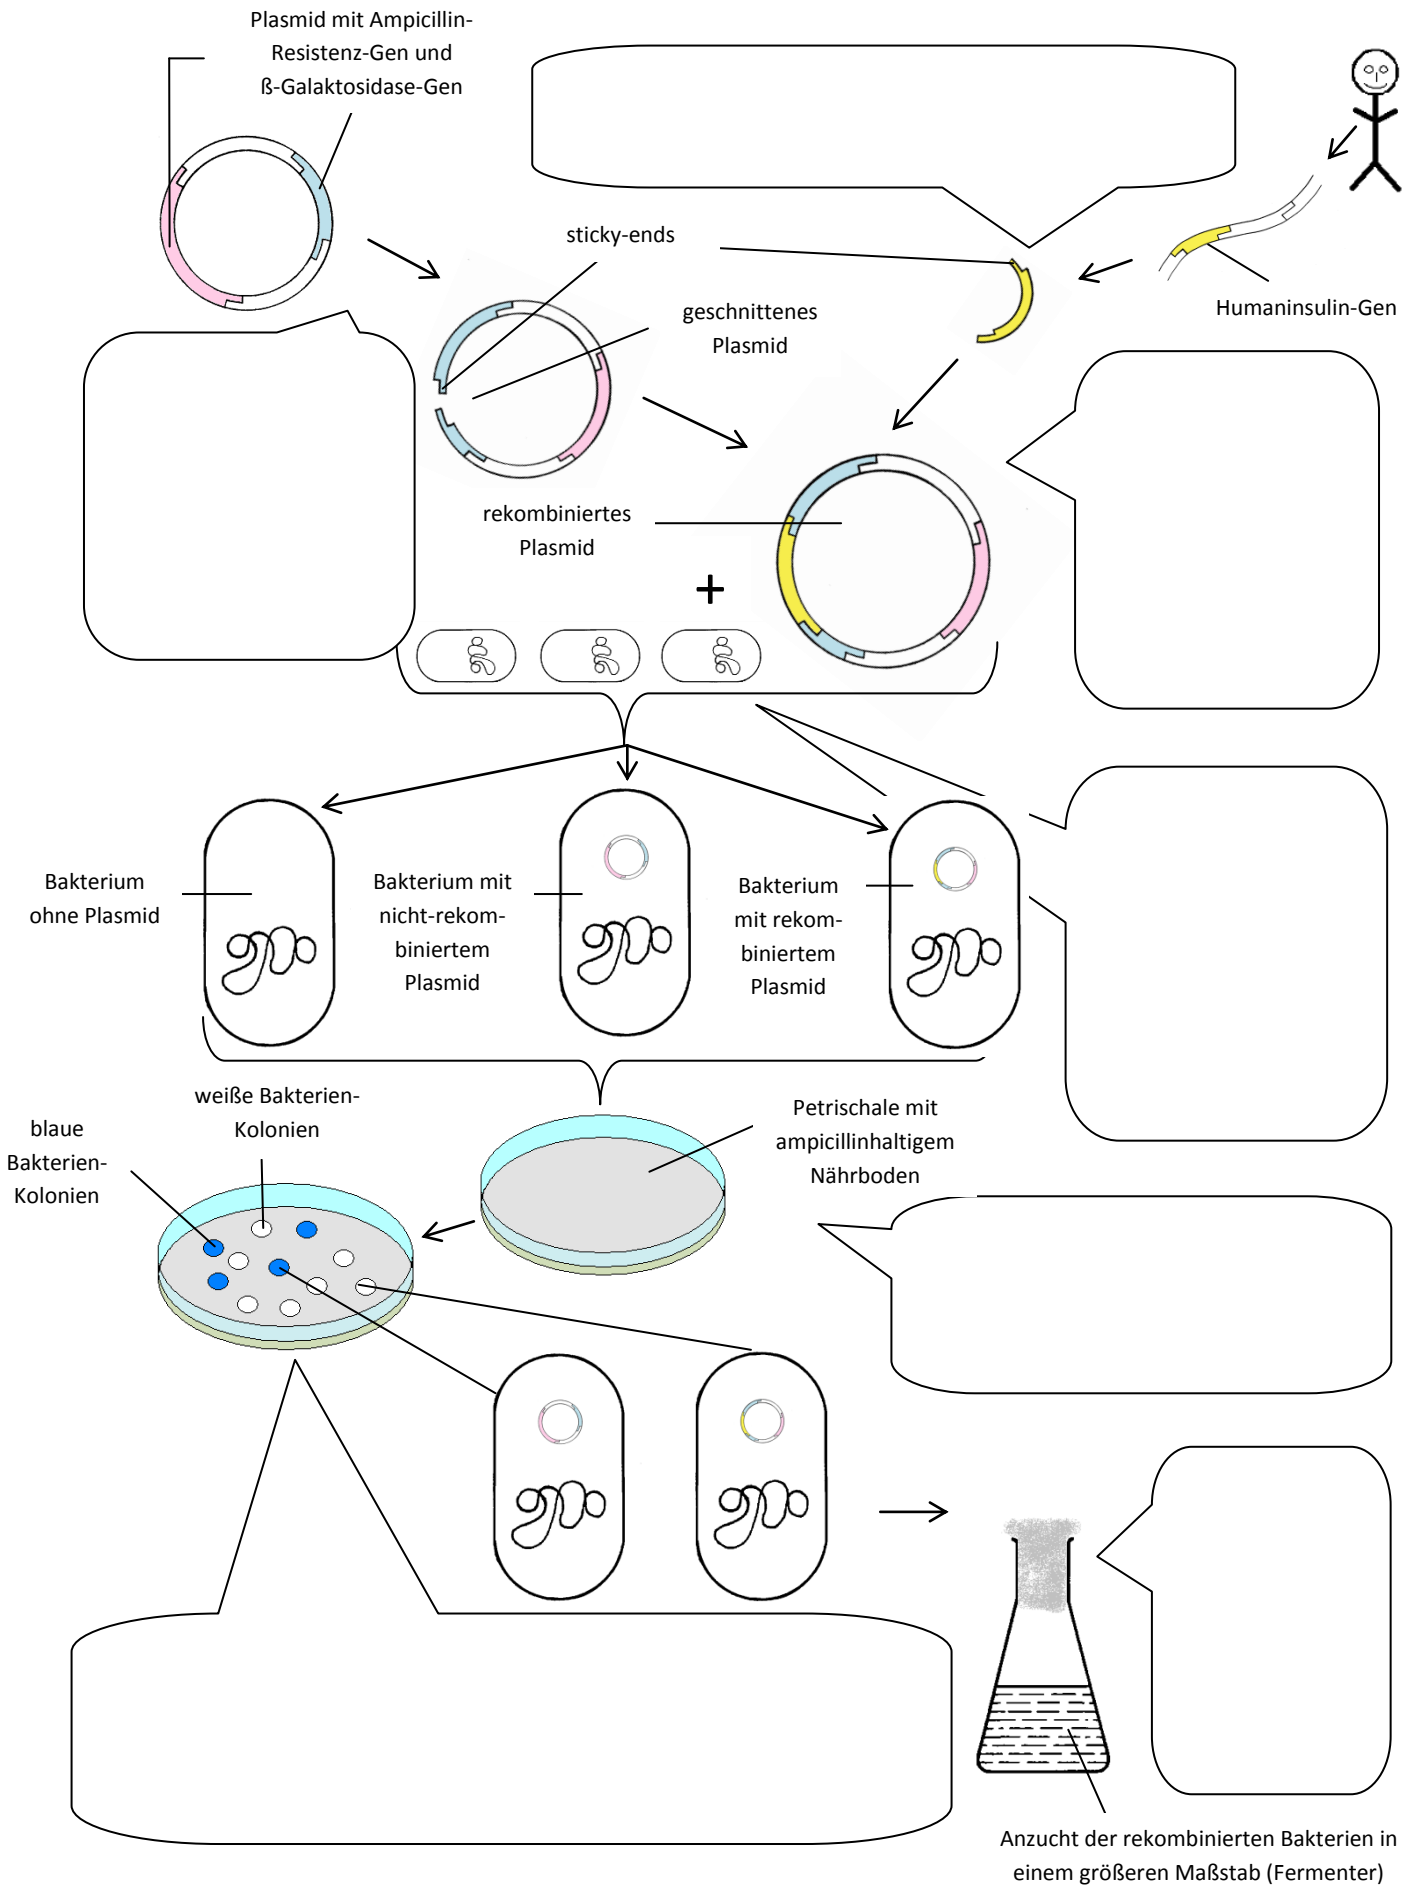 Plasmid mit Ampicillin-
Resistenz-Gen und
ß-Galaktosidase-Gen
sticky-ends
geschnittenes
Plasmid
Humaninsulin-Gen
rekombiniertes
Plasmid
+
Bakterium
ohne Plasmid
Bakterium mit
nicht-rekom-
biniertem
Plasmid
Bakterium
mit rekom-
biniertem
Plasmid
weiße Bakterien-
Kolonien
blaue
Bakterien-
Kolonien
Petrischale mit
ampicillinhaltigem
Nährboden
Anzucht der rekombinierten Bakterien in
einem größeren Maßstab (Fermenter)